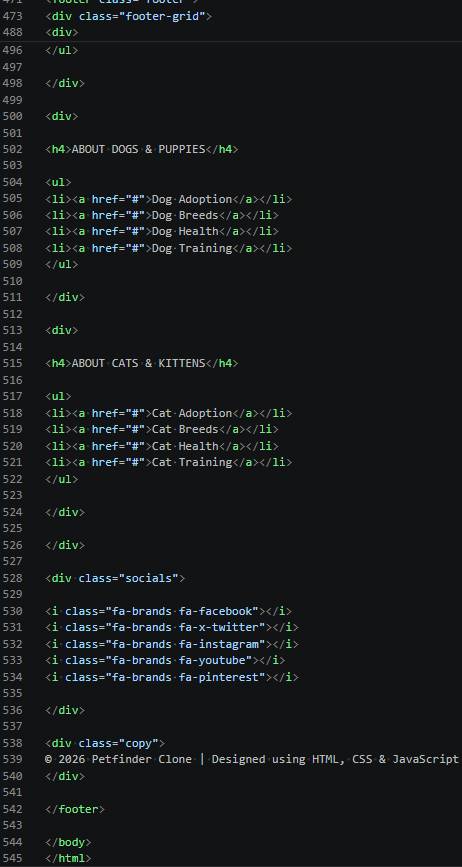 471 <footer class="footer">
473 <div class="footer-grid">
488 <div>
496 </ul>
497
498 </div>
499
500 <div>
501
502 <h4>ABOUT DOGS & PUPPIES</h4>
503
504 <ul>
505 <li><a href="#">Dog Adoption</a></li>
506 <li><a href="#">Dog Breeds</a></li>
507 <li><a href="#">Dog Health</a></li>
508 <li><a href="#">Dog Training</a></li>
509 </ul>
510
511 </div>
512
513 <div>
514
515 <h4>ABOUT CATS & KITTENS</h4>
516
517 <ul>
518 <li><a href="#">Cat Adoption</a></li>
519 <li><a href="#">Cat Breeds</a></li>
520 <li><a href="#">Cat Health</a></li>
521 <li><a href="#">Cat Training</a></li>
522 </ul>
523
524 </div>
525
526 </div>
527
528 <div class="socials">
529
530 <i class="fa-brands fa-facebook"></i>
531 <i class="fa-brands fa-x-twitter"></i>
532 <i class="fa-brands fa-instagram"></i>
533 <i class="fa-brands fa-youtube"></i>
534 <i class="fa-brands fa-pinterest"></i>
535
536 </div>
537
538 <div class="copy">
539 © 2026 Petfinder Clone | Designed using HTML, CSS & JavaScript
540 </div>
541
542 </footer>
543
544 </body>
545 </html>